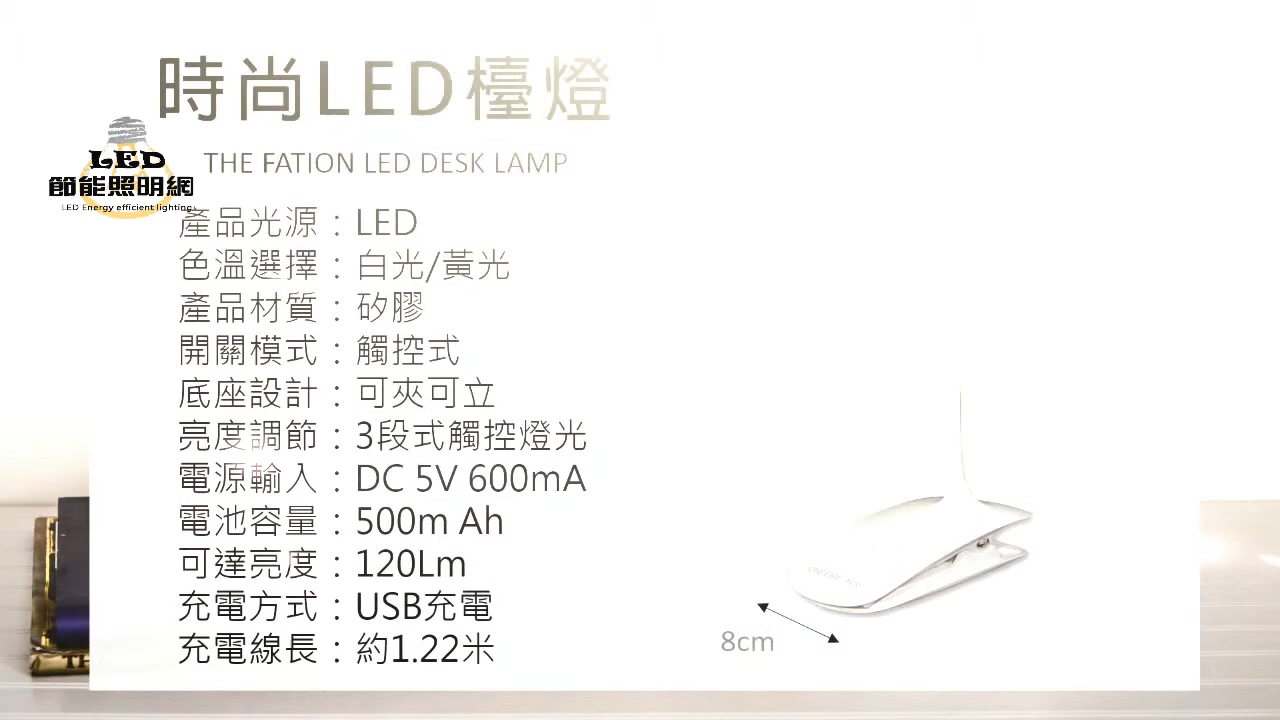 時尚LED檯燈
THE FATION LED DESK LAMP
LED
節能照明網
LED Energy efficient lighting
產品光源：LED
色溫選擇：白光/黃光
產品材質：矽膠
開關模式：觸控式
底座設計：可夾可立
亮度調節：3段式觸控燈光
電源輸入：DC 5V 600mA
電池容量：500m Ah
可達亮度：120Lm
充電方式：USB充電
充電線長：約1.22米
8cm